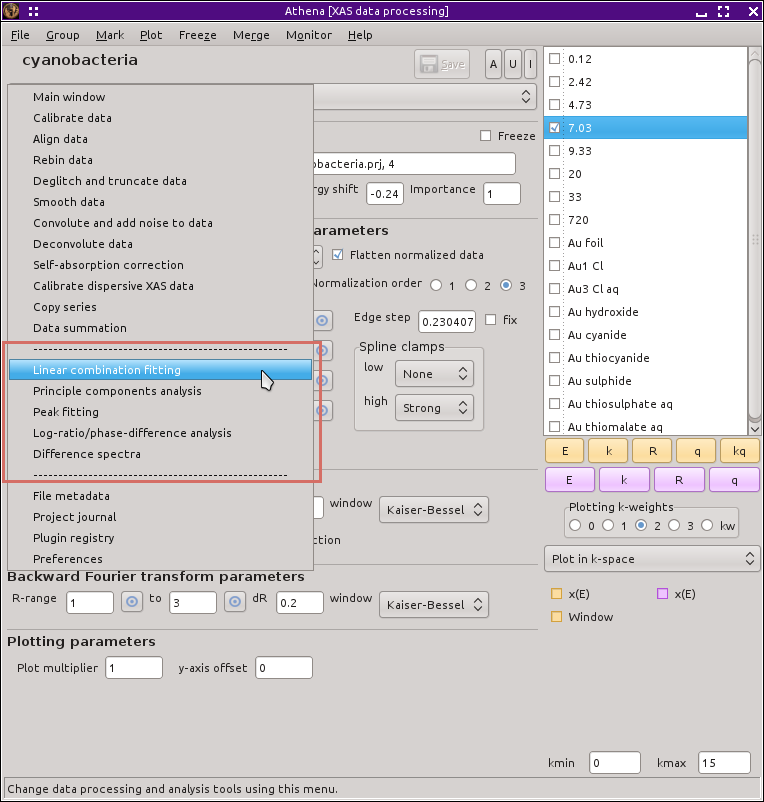 Athena [XAS data processing]
File Group Mark Plot Freeze Merge Monitor Help
cyanobacteria
Save A U I
Main window
Calibrate data
Align data
Rebin data
Deglitch and truncate data
Smooth data
Convolute and add noise to data
Deconvolute data
Self-absorption correction
Calibrate dispersive XAS data
Copy series
Data summation
------------------------------------------------
Linear combination fitting
Principle components analysis
Peak fitting
Log-ratio/phase-difference analysis
Difference spectra
------------------------------------------------
File metadata
Project journal
Plugin registry
Preferences
Freeze
obacteria.prj, 4
rgy shift -0.24 Importance 1
arameters
Flatten normalized data
Normalization order 1 2 3
Edge step 0.230407 fix
Spline clamps
low None
high Strong
window Kaiser-Bessel
ction
Backward Fourier transform parameters
R-range 1 to 3 dR 0.2 window Kaiser-Bessel
Plotting parameters
Plot multiplier 1 y-axis offset 0
0.12
2.42
4.73
7.03
9.33
20
33
720
Au foil
Au1 Cl
Au3 Cl aq
Au hydroxide
Au cyanide
Au thiocyanide
Au sulphide
Au thiosulphate aq
Au thiomalate aq
E k R q kq
E k R q
Plotting k-weights
0 1 2 3 kw
Plot in k-space
χ(E) χ(E)
Window
kmin 0 kmax 15
Change data processing and analysis tools using this menu.